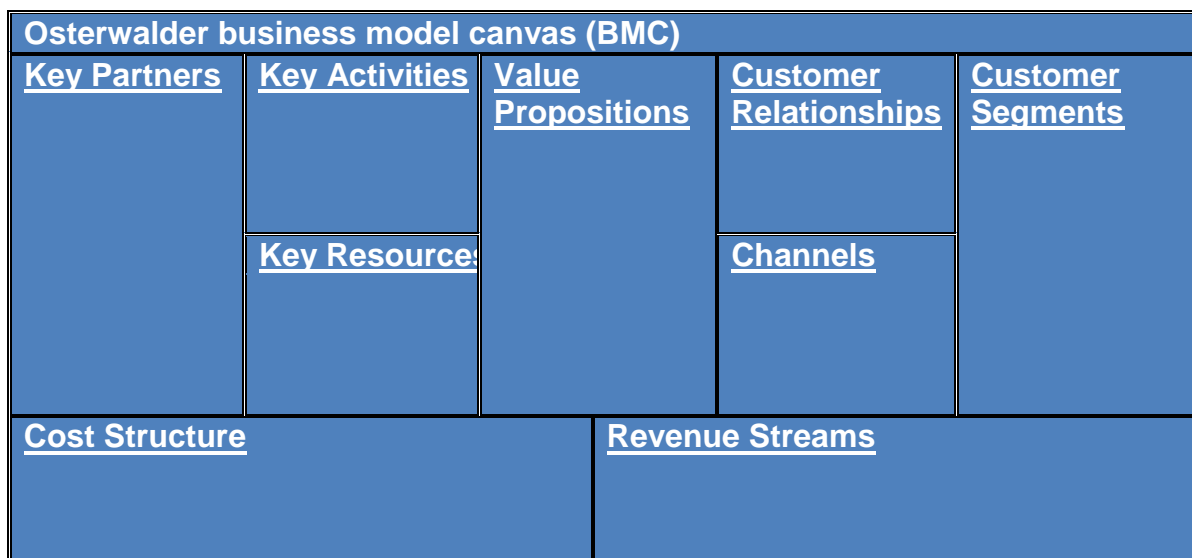 Osterwalder business model canvas (BMC)
Key Partners
Key Activities
Key Resources
Value
Propositions
Customer
Relationships
Channels
Customer
Segments
Cost Structure
Revenue Streams